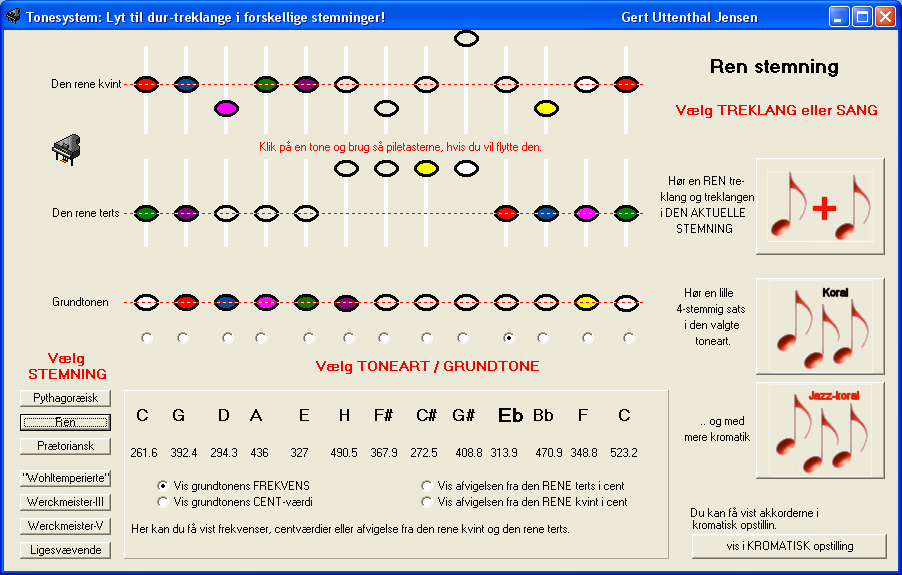 Tonesystem: Lyt til dur-treklange i forskellige stemninger!
Gert Uttenthal Jensen
Den rene kvint
Klik på en tone og brug så piletasterne, hvis du vil flytte den.
Den rene terts
Grundtonen
Vælg TONEART / GRUNDTONE
Vælg
STEMNING
Pythagoræisk
Ren
Prætoriansk
"Wohltemperierte"
Werckmeister-III
Werckmeister-V
Ligesvævende
C G D A E H F# C# G# Eb Bb F C
261.6 392.4 294.3 436 327 490.5 367.9 272.5 408.8 313.9 470.9 348.8 523.2
Vis grundtonens FREKVENS
Vis afvigelsen fra den RENE terts i cent
Vis grundtonens CENT-værdi
Vis afvigelsen fra den RENE kvint i cent
Her kan du få vist frekvenser, centværdier eller afvigelse fra den rene kvint og den rene terts.
Ren stemning
Vælg TREKLANG eller SANG
Hør en REN tre-
klang og treklangen
i DEN AKTUELLE
STEMNING
Hør en lille
4-stemmig sats
i den valgte
toneart.
Koral
.. og med
mere kromatik
Jazz-koral
Du kan få vist akkorderne i
kromatisk opstillin.
vis i KROMATISK opstilling